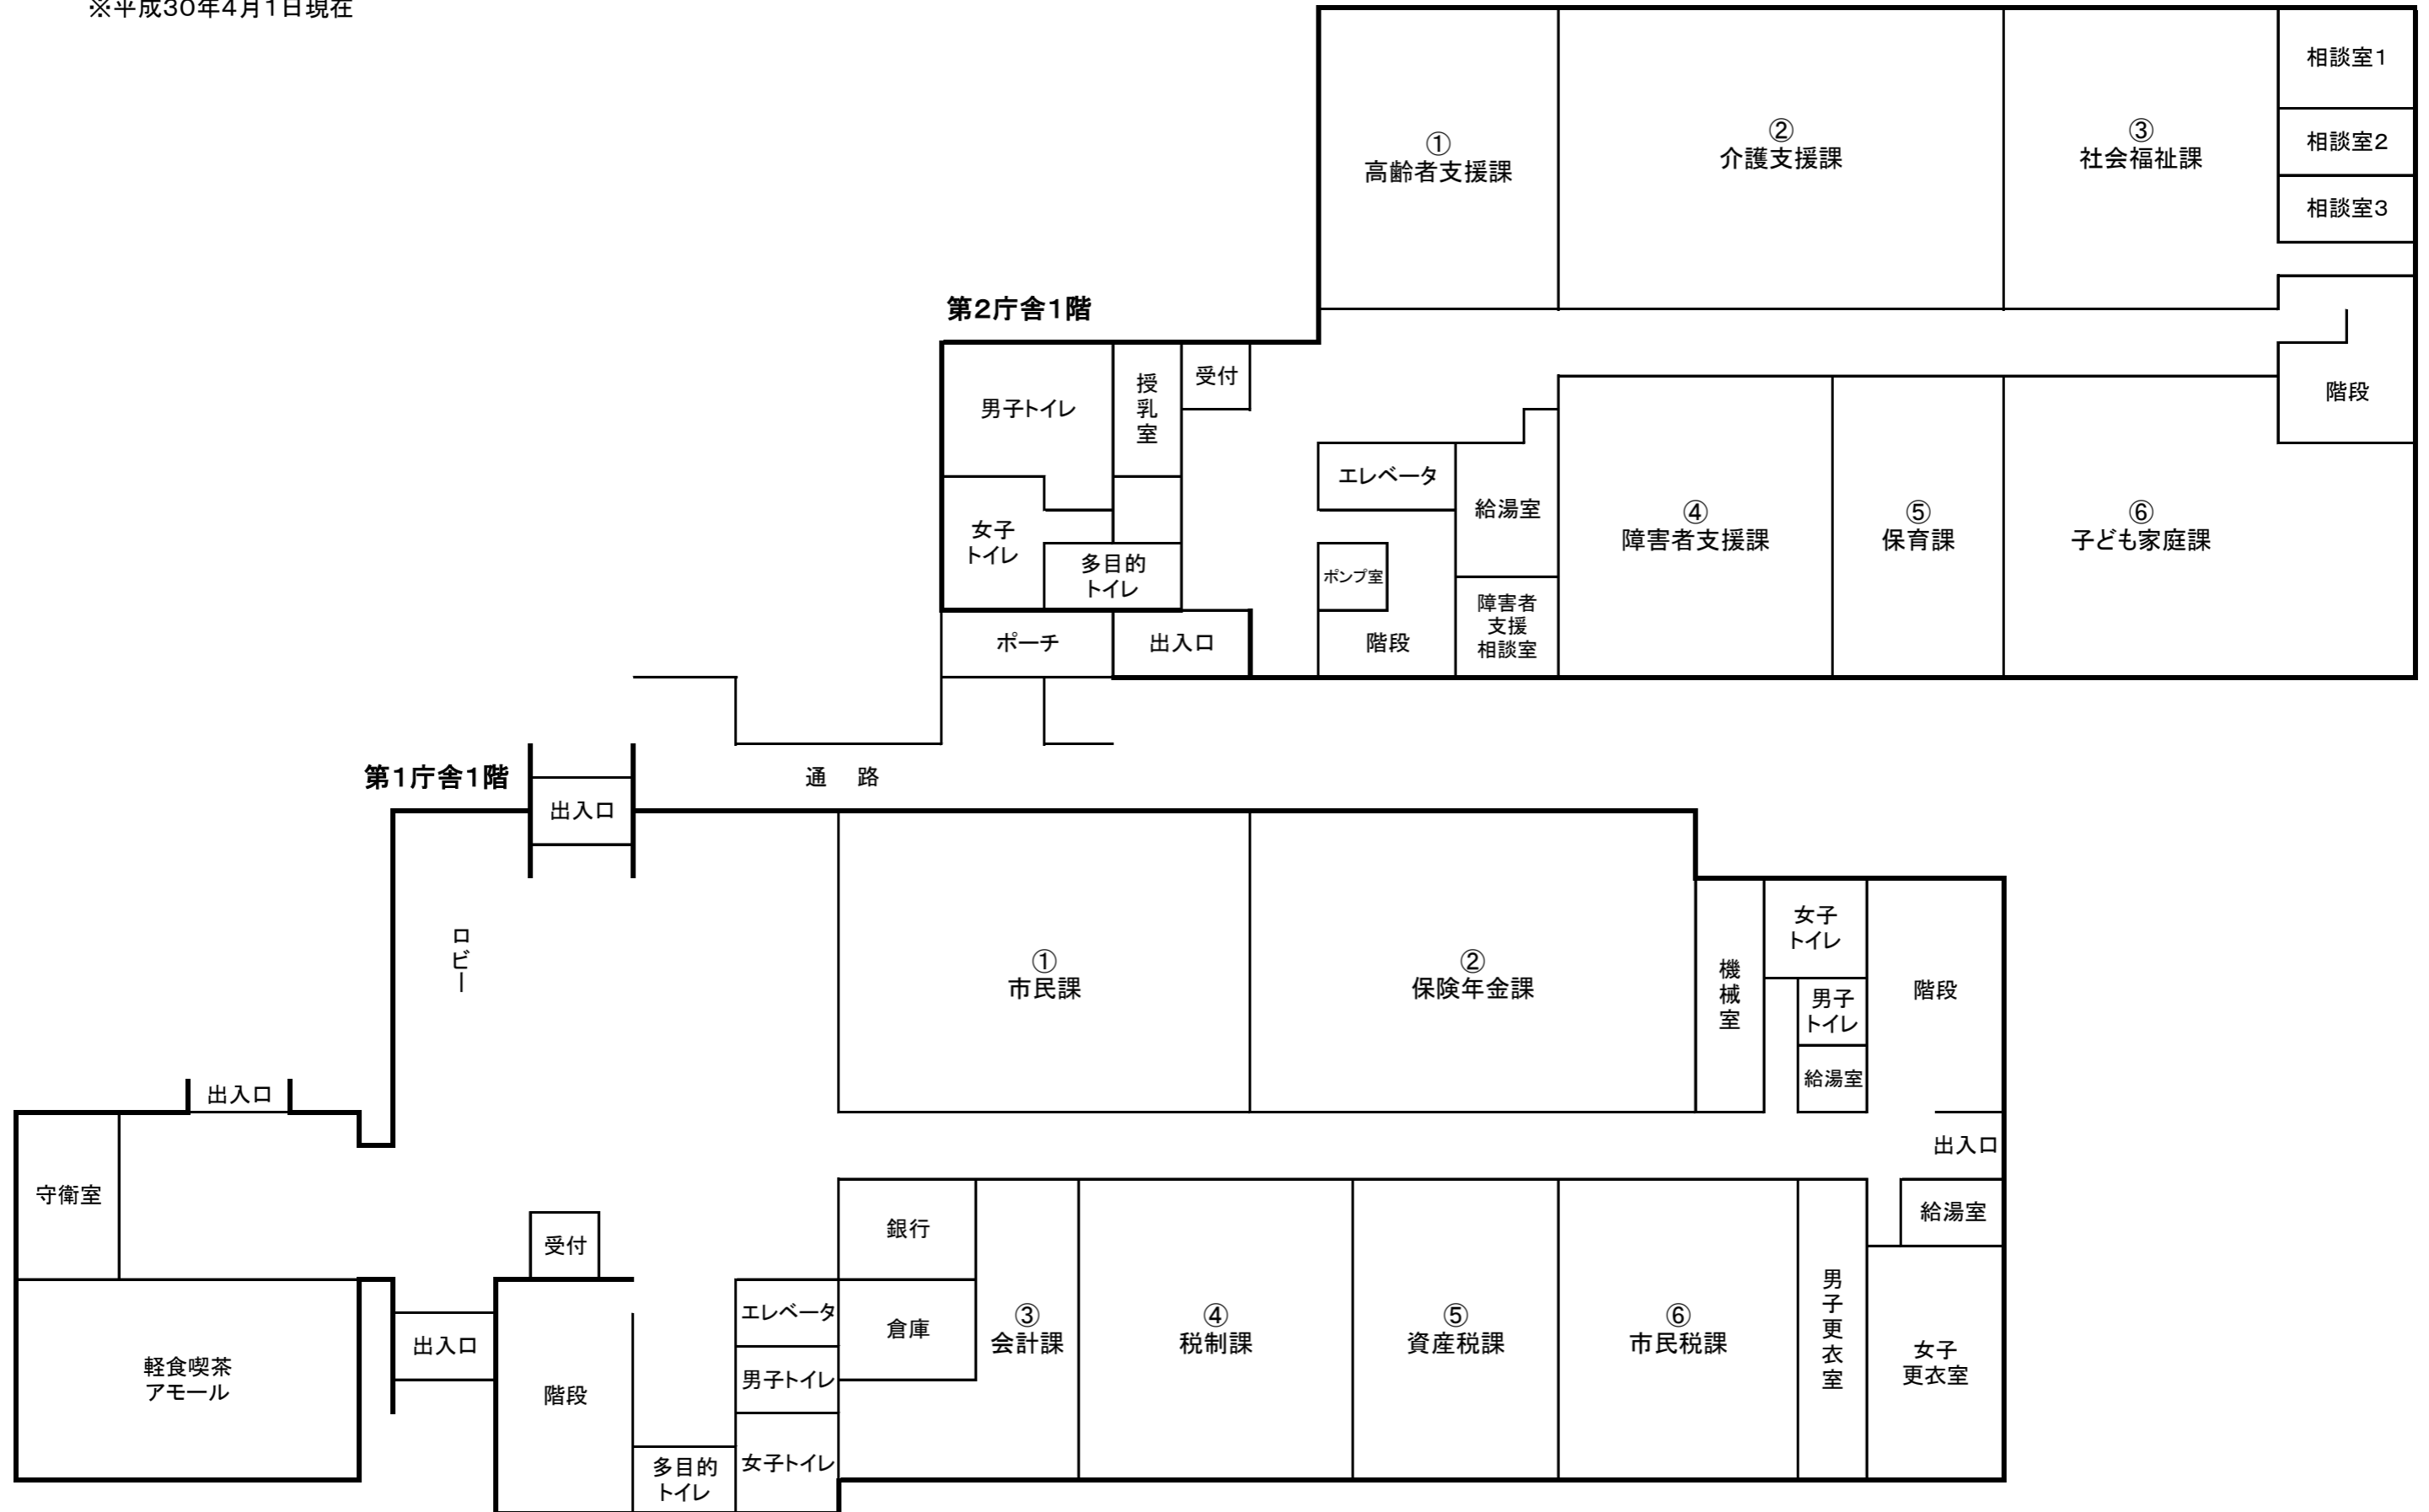 ※平成30年4月1日現在
相談室1
①
高齢者支援課
②
介護支援課
③
社会福祉課
相談室2
相談室3
第2庁舎1階
男子トイレ
授乳室
受付
階段
エレベータ
給湯室
④
障害者支援課
⑤
保育課
⑥
子ども家庭課
女子
トイレ
多目的
トイレ
ポンプ室
障害者
支援
相談室
ポーチ
出入口
階段
第1庁舎1階
出入口
通 路
ロビー
①
市民課
②
保険年金課
機械室
女子
トイレ
男子
トイレ
給湯室
階段
出入口
出入口
守衛室
受付
銀行
給湯室
軽食喫茶
アモール
出入口
階段
エレベータ
男子トイレ
女子トイレ
多目的
トイレ
倉庫
③
会計課
④
税制課
⑤
資産税課
⑥
市民税課
男子更衣室
女子
更衣室